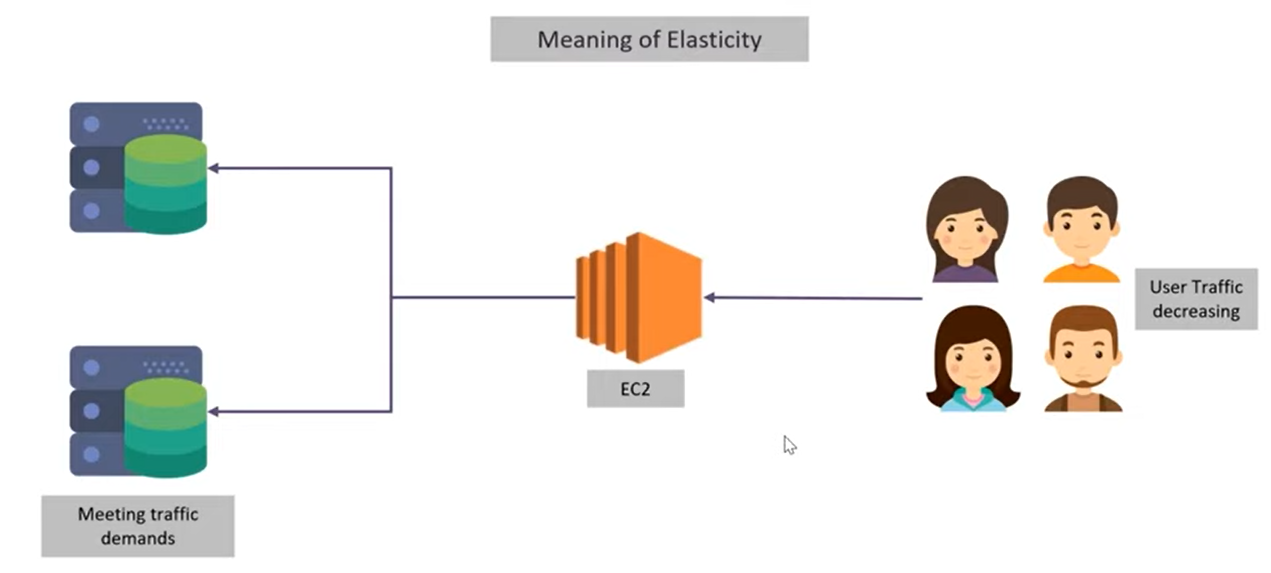 Meaning of Elasticity
User Traffic
decreasing
EC2
Meeting traffic
demands